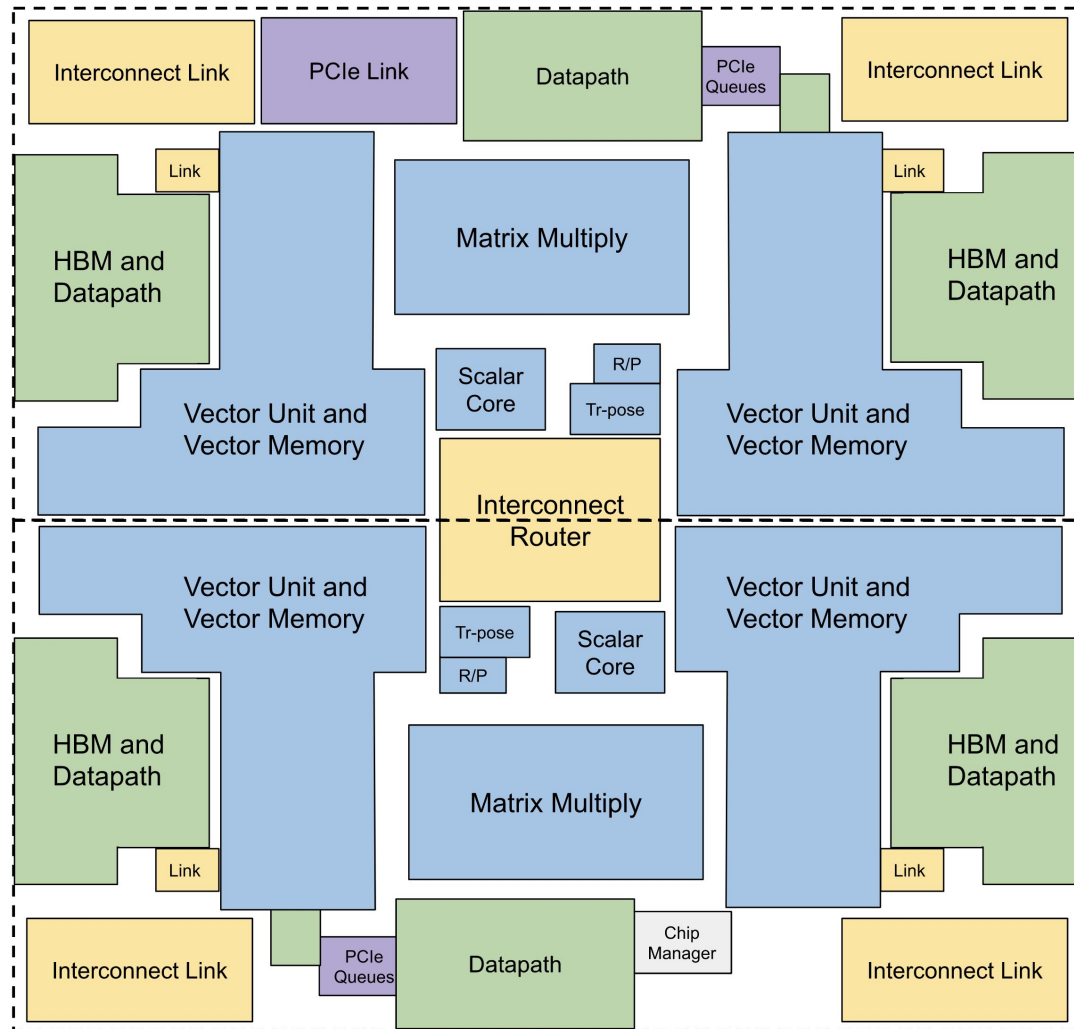 Interconnect Link
PCIe Link
Datapath
PCIe
Queues
Interconnect Link
Link
Link
Matrix Multiply
HBM and
Datapath
HBM and
Datapath
R/P
Scalar
Core
Tr-pose
Vector Unit and
Vector Memory
Vector Unit and
Vector Memory
Interconnect
Router
Vector Unit and
Vector Memory
Vector Unit and
Vector Memory
Tr-pose
Scalar
Core
R/P
HBM and
Datapath
HBM and
Datapath
Matrix Multiply
Link
Link
Interconnect Link
PCIe
Queues
Datapath
Chip
Manager
Interconnect Link